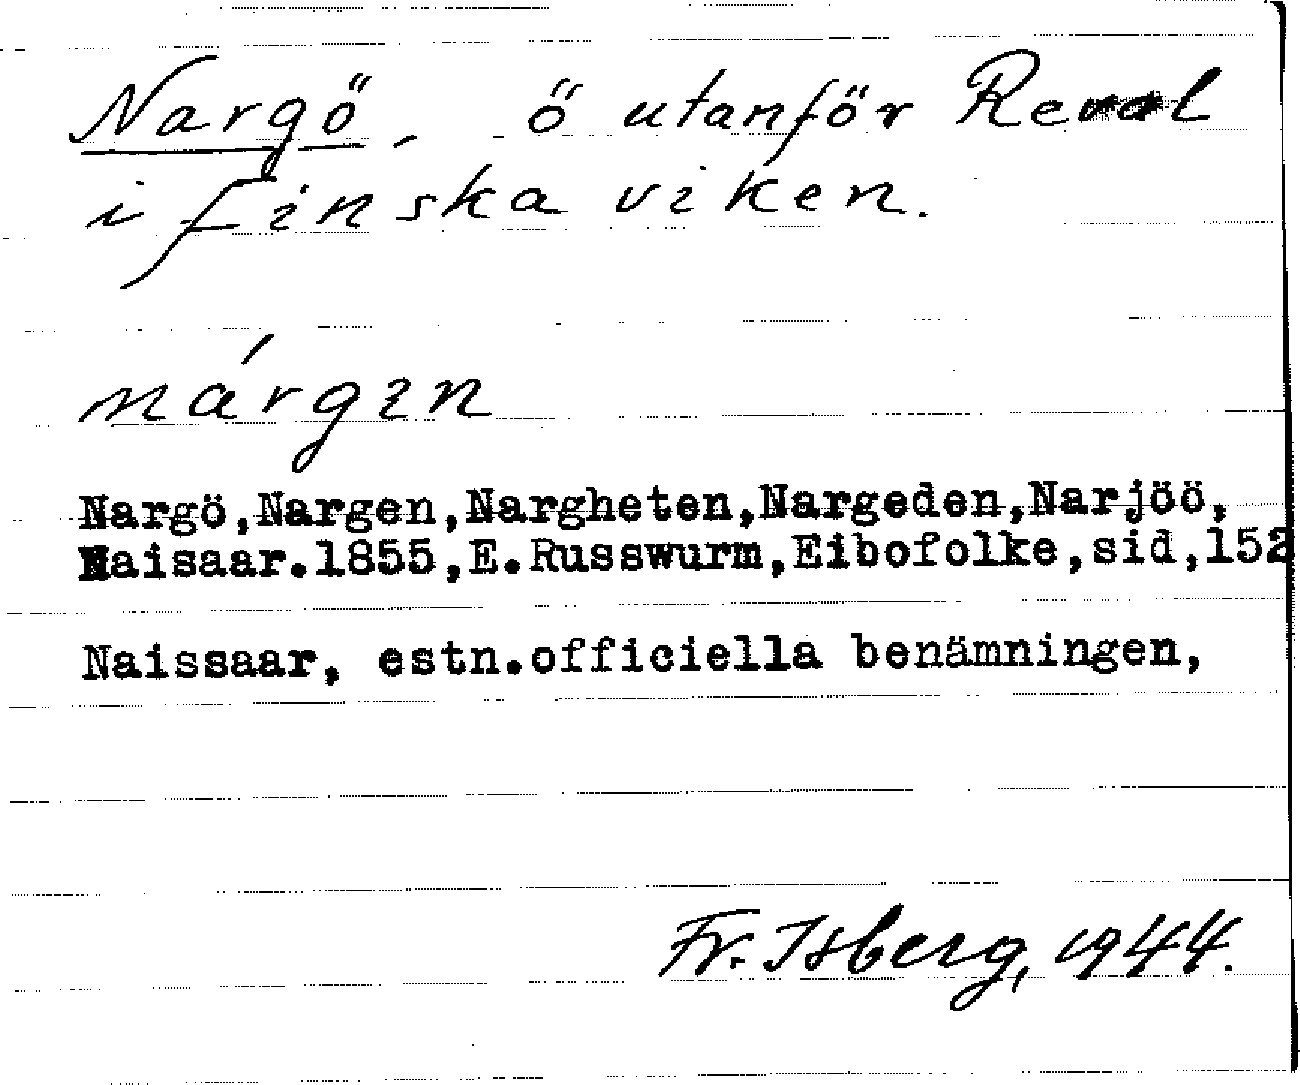 Nargö, ö utanför Reval
i finska viken.
nárgin
Nargö,Nargen,Nargheten,Nargeden,Narjöö,
Naisaar.1855,E.Russwurm,Eibofolke,sid,152
Naissaar, estn.officiella benämningen,
Fr. Isberg, 1944.